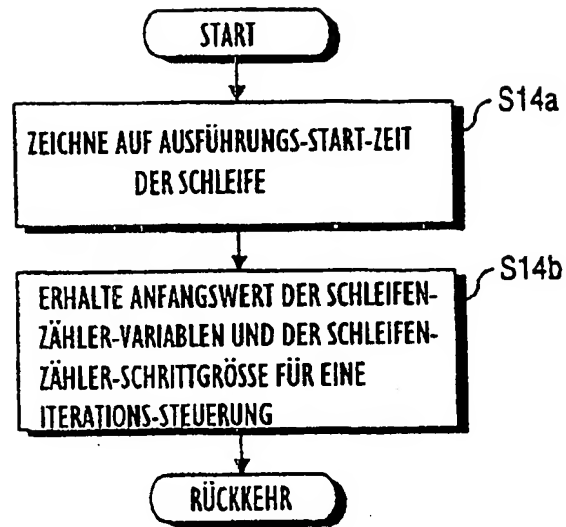 START
S14a
ZEICHNE AUF AUSFÜHRUNGS-START-ZEIT
DER SCHLEIFE
S14b
ERHALTE ANFANGSWERT DER SCHLEIFEN-
ZÄHLER-VARIABLEN UND DER SCHLEIFEN-
ZÄHLER-SCHRITTGRÖSSE FÜR EINE
ITERATIONS-STEUERUNG
RÜCKKEHR